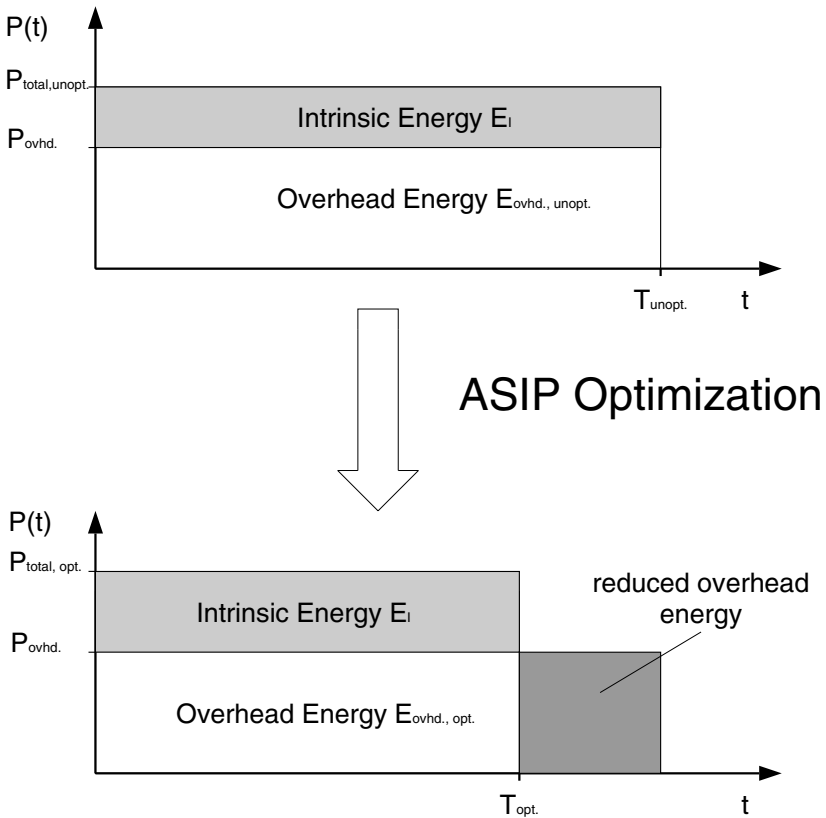 P(t)
Ptotal,unopt.
Intrinsic Energy EI
Povhd.
Overhead Energy Eovhd., unopt.
Tunopt.
t
ASIP Optimization
P(t)
Ptotal, opt.
reduced overhead
energy
Intrinsic Energy EI
Povhd.
Overhead Energy Eovhd., opt.
Topt.
t